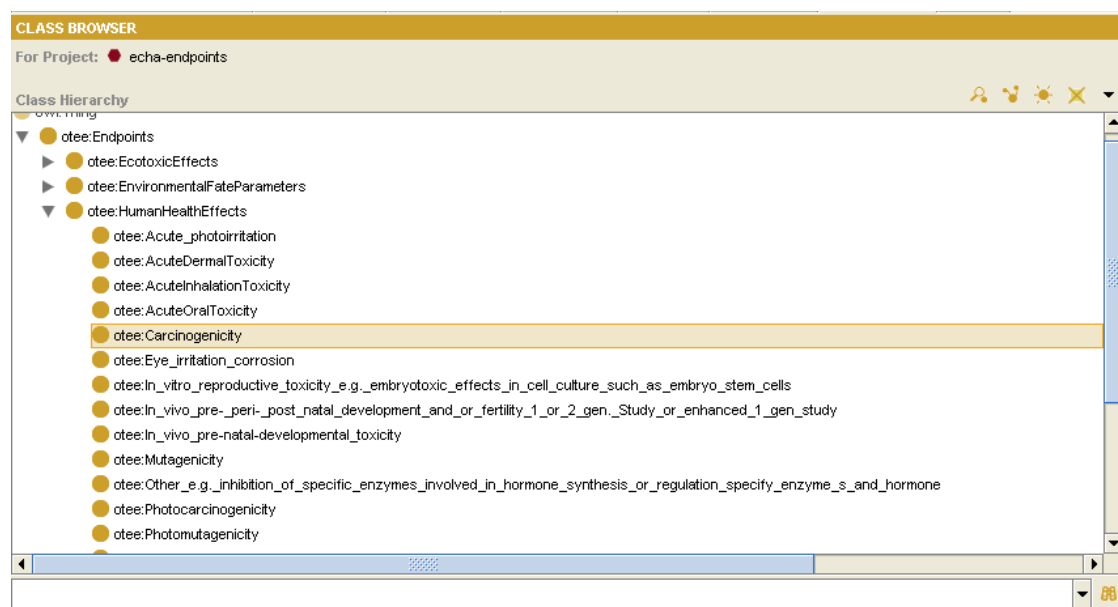 CLASS BROWSER
For Project: echa-endpoints
Class Hierarchy
owl:Thing
otee:Endpoints
otee:EcotoxicEffects
otee:EnvironmentalFateParameters
otee:HumanHealthEffects
otee:Acute_photoirritation
otee:AcuteDermalToxicity
otee:AcuteInhalationToxicity
otee:AcuteOralToxicity
otee:Carcinogenicity
otee:Eye_irritation_corrosion
otee:In_vitro_reproductive_toxicity_e.g._embryotoxic_effects_in_cell_culture_such_as_embryo_stem_cells
otee:In_vivo_pre-_peri-_post_natal_development_and_or_fertility_1_or_2_gen._Study_or_enhanced_1_gen_study
otee:In_vivo_pre-natal-developmental_toxicity
otee:Mutagenicity
otee:Other_e.g._inhibition_of_specific_enzymes_involved_in_hormone_synthesis_or_regulation_specify_enzyme_s_and_hormone
otee:Photocarcinogenicity
otee:Photomutagenicity